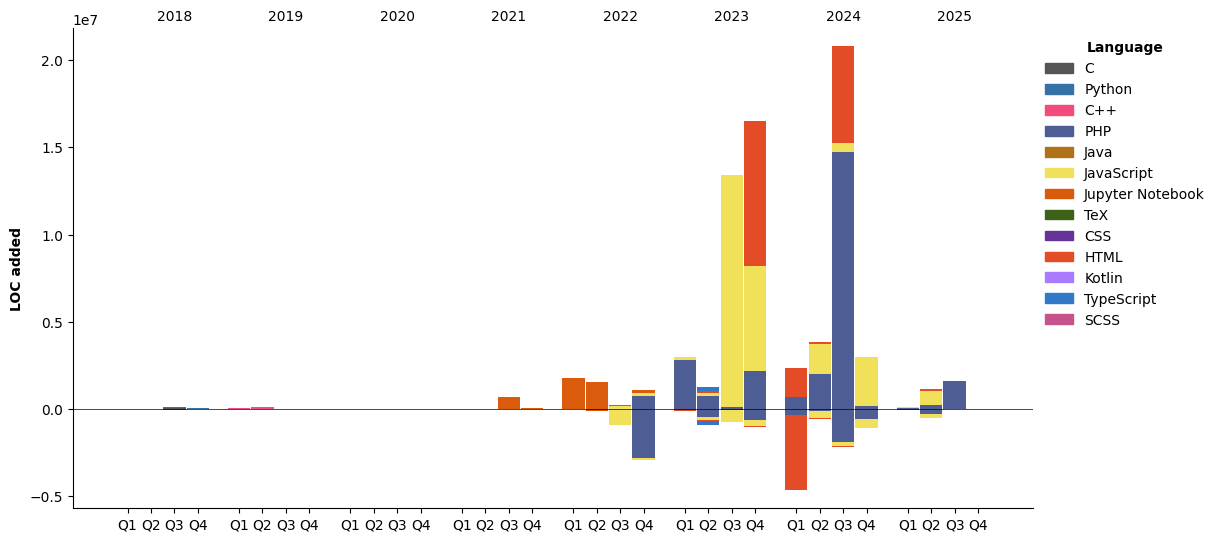 1e7
2018 2019 2020 2021 2022 2023 2024 2025
2.0
1.5
1.0
0.5
0.0
−0.5
LOC added
Q1 Q2 Q3 Q4 Q1 Q2 Q3 Q4 Q1 Q2 Q3 Q4 Q1 Q2 Q3 Q4 Q1 Q2 Q3 Q4 Q1 Q2 Q3 Q4 Q1 Q2 Q3 Q4 Q1 Q2 Q3 Q4
Language
C
Python
C++
PHP
Java
JavaScript
Jupyter Notebook
TeX
CSS
HTML
Kotlin
TypeScript
SCSS